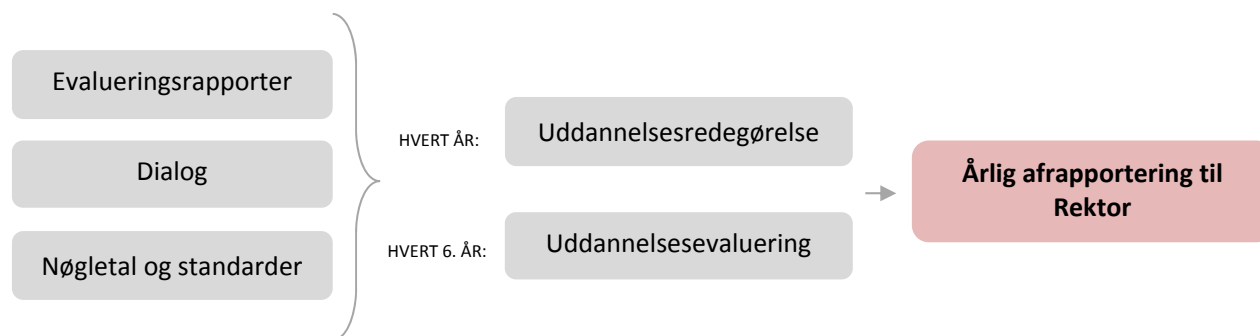 Evalueringsrapporter
Dialog
Nøgletal og standarder
HVERT ÅR:
Uddannelsesredegørelse
HVERT 6. ÅR:
Uddannelsesevaluering
Årlig afrapportering til
Rektor